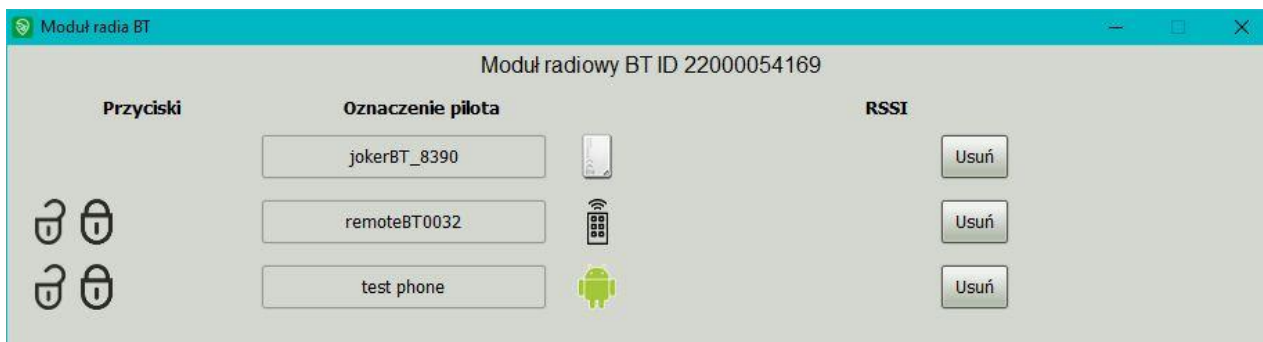 Moduł radia BT
Moduł radiowy BT ID 22000054169
Przyciski Oznaczenie pilota RSSI
jokerBT_8390 Usuń
remoteBT0032 Usuń
test phone Usuń